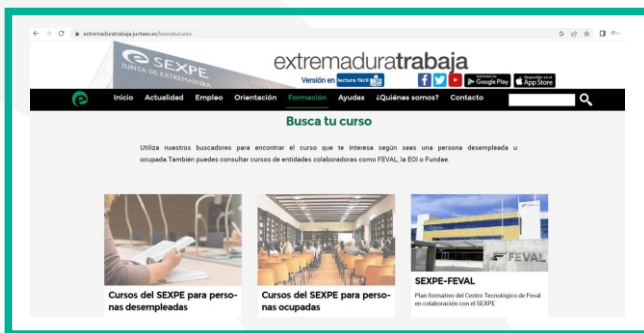 extremaduratrabaja.juntaex.es/buscatucurso
SEXPE
JUNTA DE EXTREMADURA
extremaduratrabaja
Versión en lectura fácil
Google Play
App Store
Inicio Actualidad Empleo Orientación Formación Ayudas ¿Quiénes somos? Contacto
Busca tu curso
Utiliza nuestros buscadores para encontrar el curso que te interesa según seas una persona desempleada u
ocupada.También puedes consultar cursos de entidades colaboradoras como FEVAL, la EOI o Fundae.
FEVAL
Cursos del SEXPE para perso-
nas desempleadas
Cursos del SEXPE para perso-
nas ocupadas
SEXPE-FEVAL
Plan formativo del Centro Tecnológico de Feval
en colaboración con el SEXPE